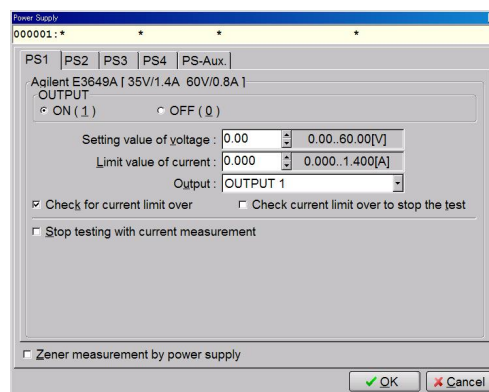 Power Supply
000001:* * * *
PS1 PS2 PS3 PS4 PS-Aux.
Agilent E3649A [ 35V/1.4A 60V/0.8A ]
OUTPUT
ON ( 1 ) OFF ( 0 )
Setting value of voltage : 0.00 0.00..60.00[V]
Limit value of current : 0.000 0.000..1.400[A]
Output : OUTPUT 1
Check for current limit over Check current limit over to stop the test
Stop testing with current measurement
Zener measurement by power supply
OK Cancel